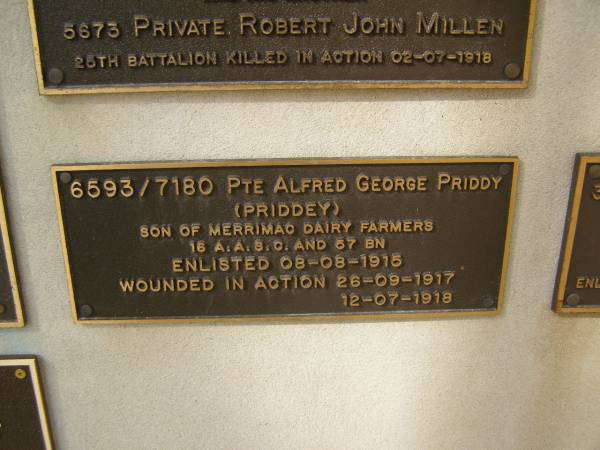 5673 PRIVATE ROBERT JOHN MILLEN
25TH BATTALION KILLED IN ACTION 02-07-1918
6593/7180 PTE ALFRED GEORGE PRIDDY
(PRIDDEY)
SON OF MERRIMAC DAIRY FARMERS
16 A.A.S.C. AND 57 BN
ENLISTED 08-08-1915
WOUNDED IN ACTION 26-09-1917
12-07-1918